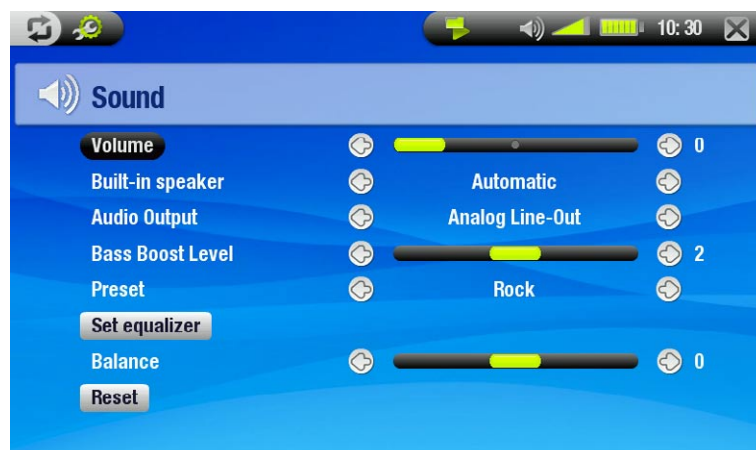 10:30
Sound
Volume 0
Built-in speaker Automatic
Audio Output Analog Line-Out
Bass Boost Level 2
Preset Rock
Set equalizer
Balance 0
Reset